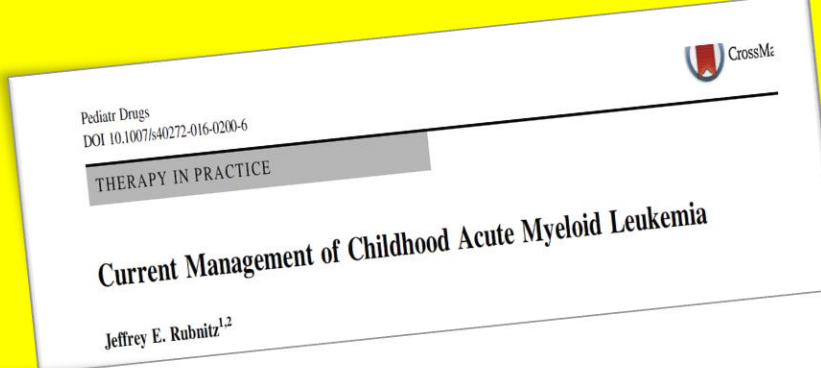 CrossMa
Pediatr Drugs
DOI 10.1007/s40272-016-0200-6
THERAPY IN PRACTICE
Current Management of Childhood Acute Myeloid Leukemia
Jeffrey E. Rubnitz1,2